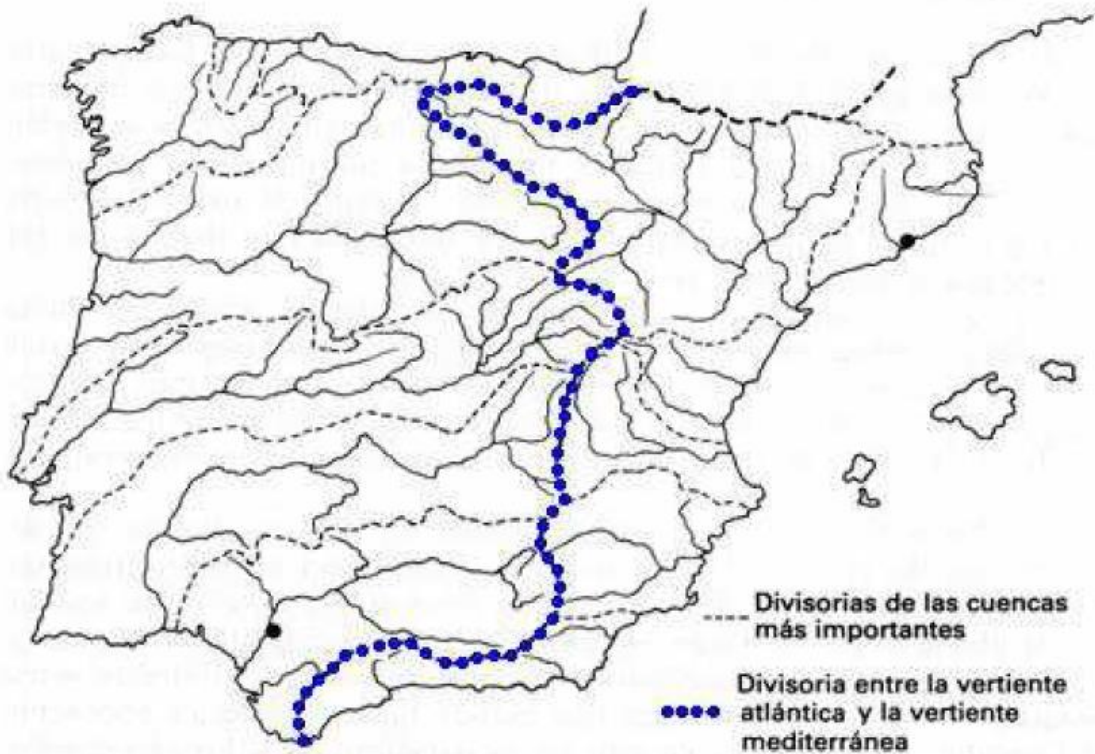 Divisorias de las cuencas
más importantes
Divisoria entre la vertiente
atlántica y la vertiente
mediterránea